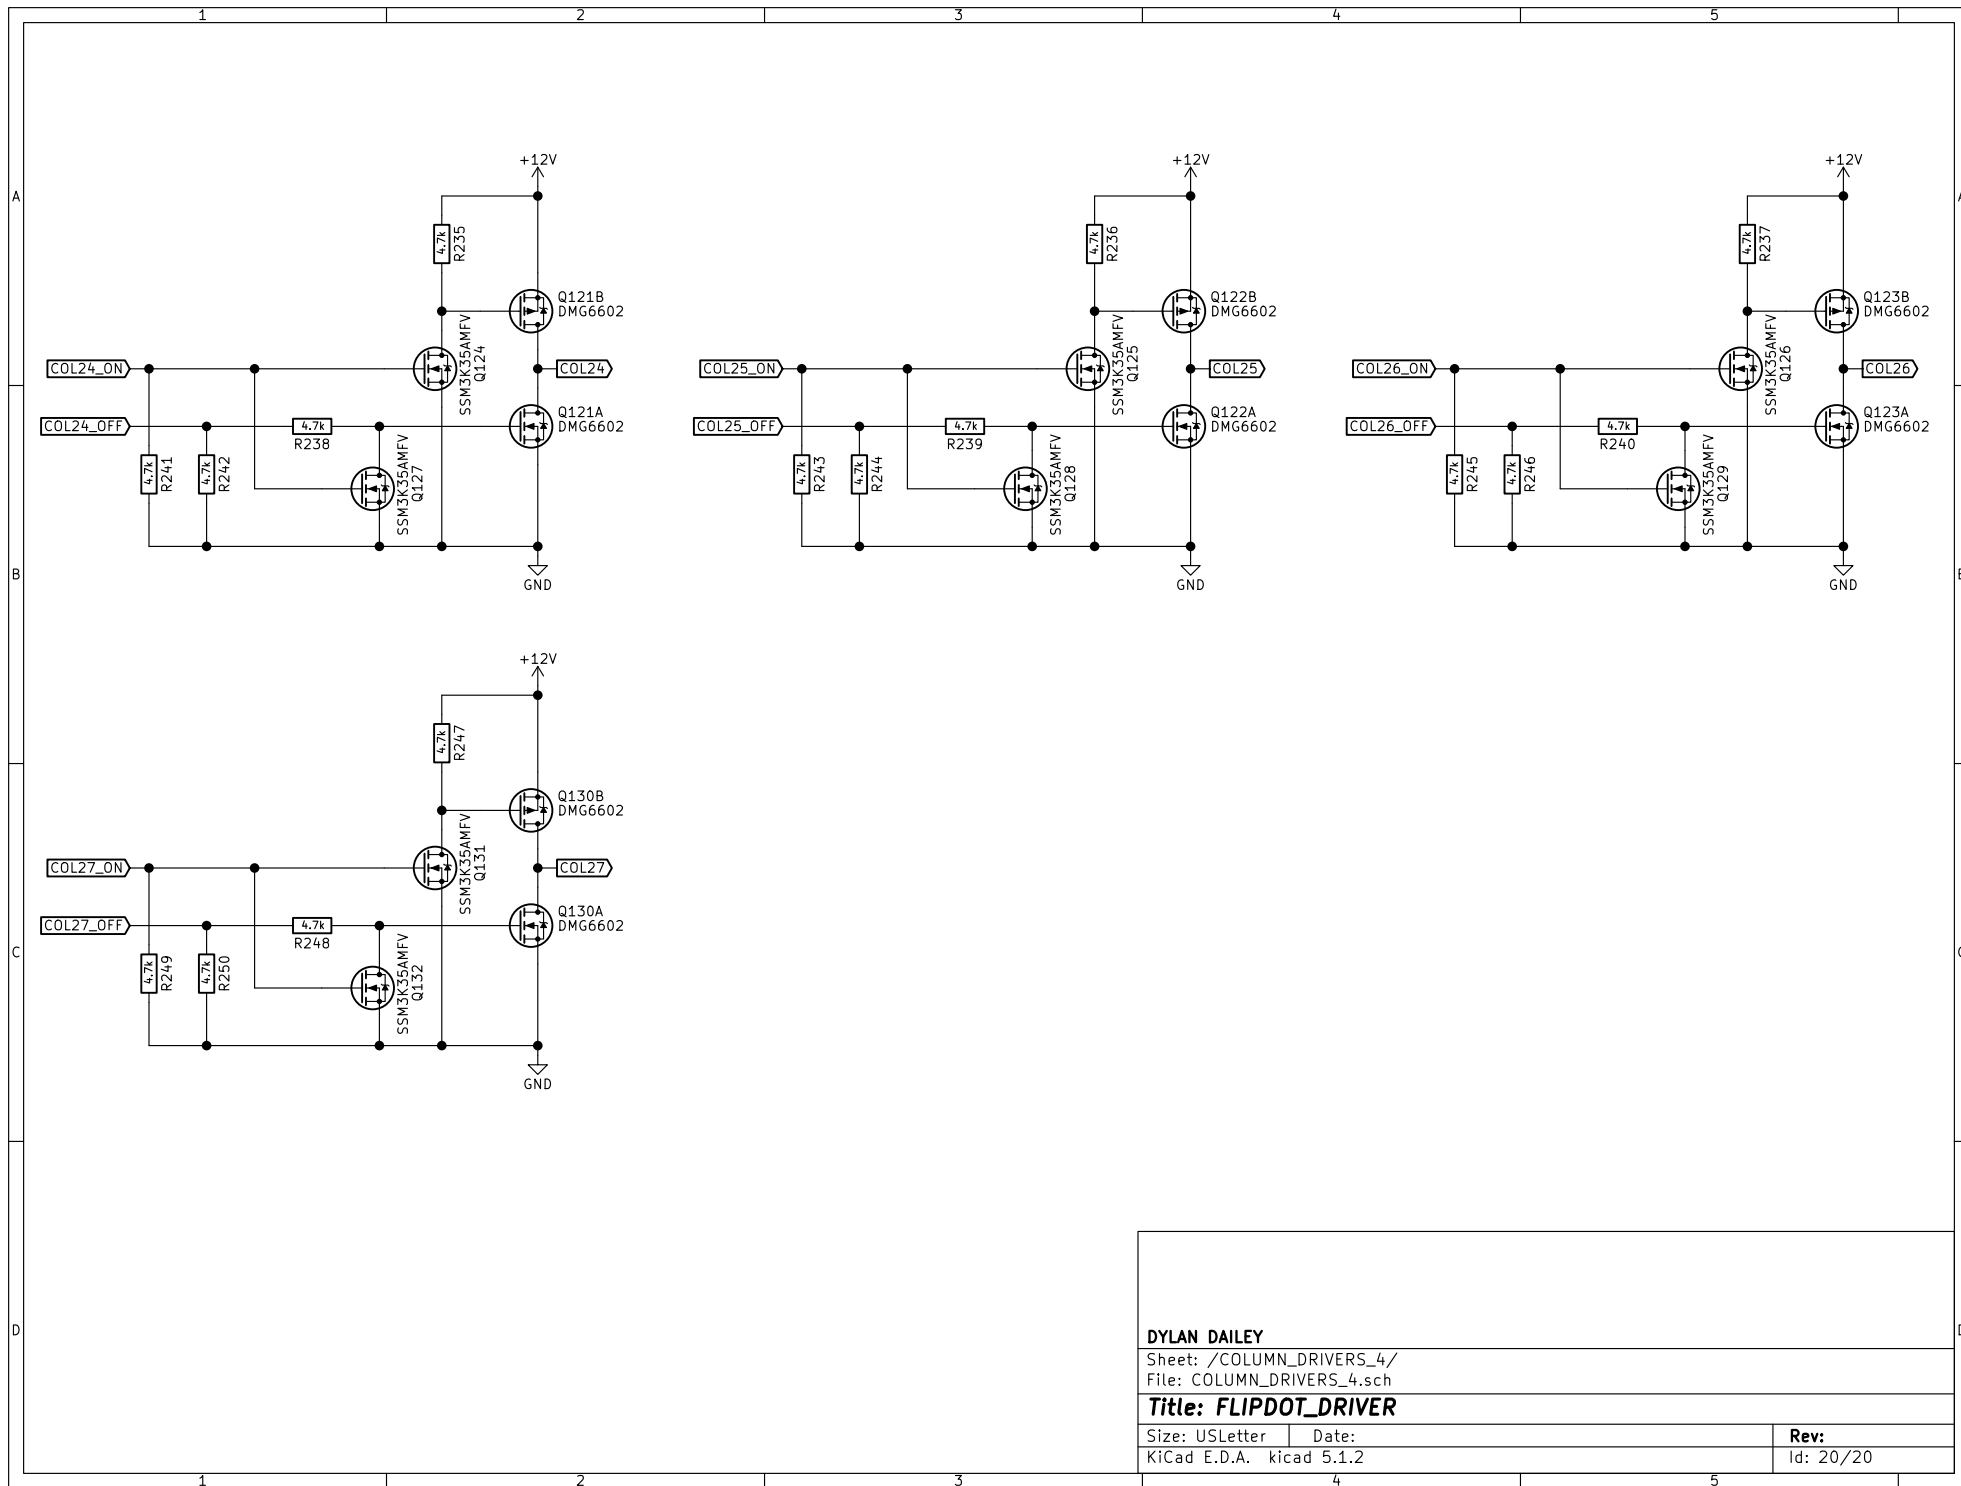 1 2 3 4 5
A
A
+12V
4.7k
R235
Q121B
DMG6602
SSM3K35AMFV
Q124
COL24_ON
COL24
COL24_OFF
4.7k
R238
Q121A
DMG6602
4.7k
R241
4.7k
R242
SSM3K35AMFV
Q127
GND
+12V
4.7k
R236
Q122B
DMG6602
SSM3K35AMFV
Q125
COL25_ON
COL25
COL25_OFF
4.7k
R239
Q122A
DMG6602
4.7k
R243
4.7k
R244
SSM3K35AMFV
Q128
GND
+12V
4.7k
R237
Q123B
DMG6602
SSM3K35AMFV
Q126
COL26_ON
COL26
COL26_OFF
4.7k
R240
Q123A
DMG6602
4.7k
R245
4.7k
R246
SSM3K35AMFV
Q129
GND
B
+12V
4.7k
R247
Q130B
DMG6602
SSM3K35AMFV
Q131
COL27_ON
COL27
COL27_OFF
4.7k
R248
Q130A
DMG6602
4.7k
R249
4.7k
R250
SSM3K35AMFV
Q132
GND
C
D
DYLAN DAILEY
Sheet: /COLUMN_DRIVERS_4/
File: COLUMN_DRIVERS_4.sch
Title: FLIPDOT_DRIVER
Size: USLetter Date: Rev:
KiCad E.D.A. kicad 5.1.2 Id: 20/20
1 2 3 4 5